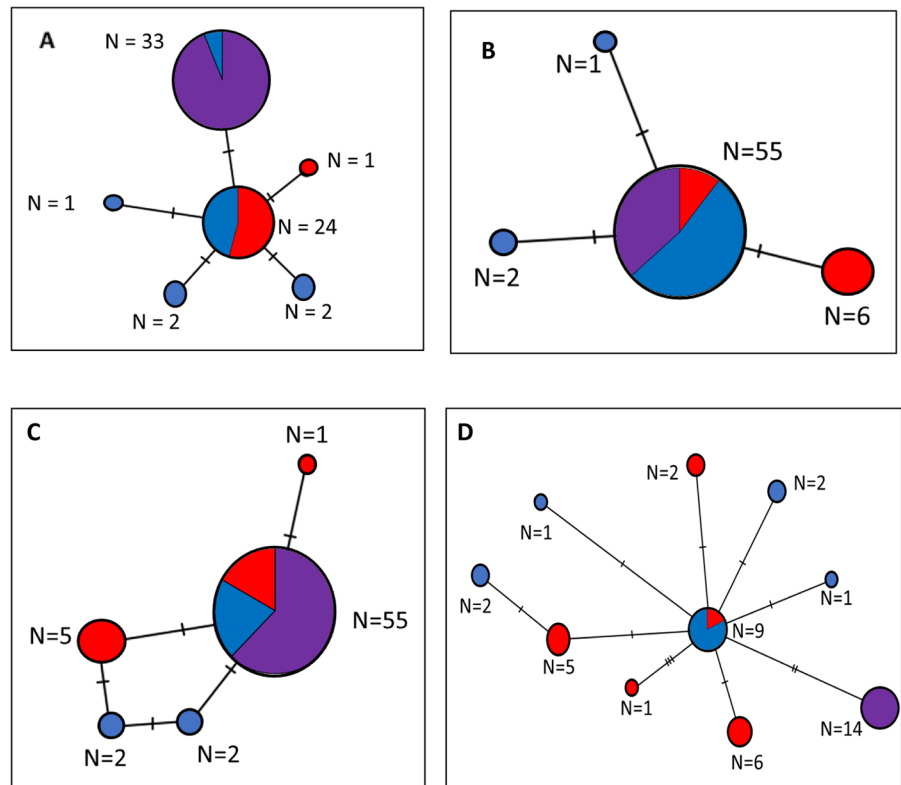 A
N = 33
N = 1
N = 1
N = 24
N = 2
N = 2
B
N=1
N=55
N=2
N=6
C
N=1
N=5
N=55
N=2
N=2
D
N=2
N=2
N=1
N=2
N=1
N=9
N=5
N=1
N=14
N=6